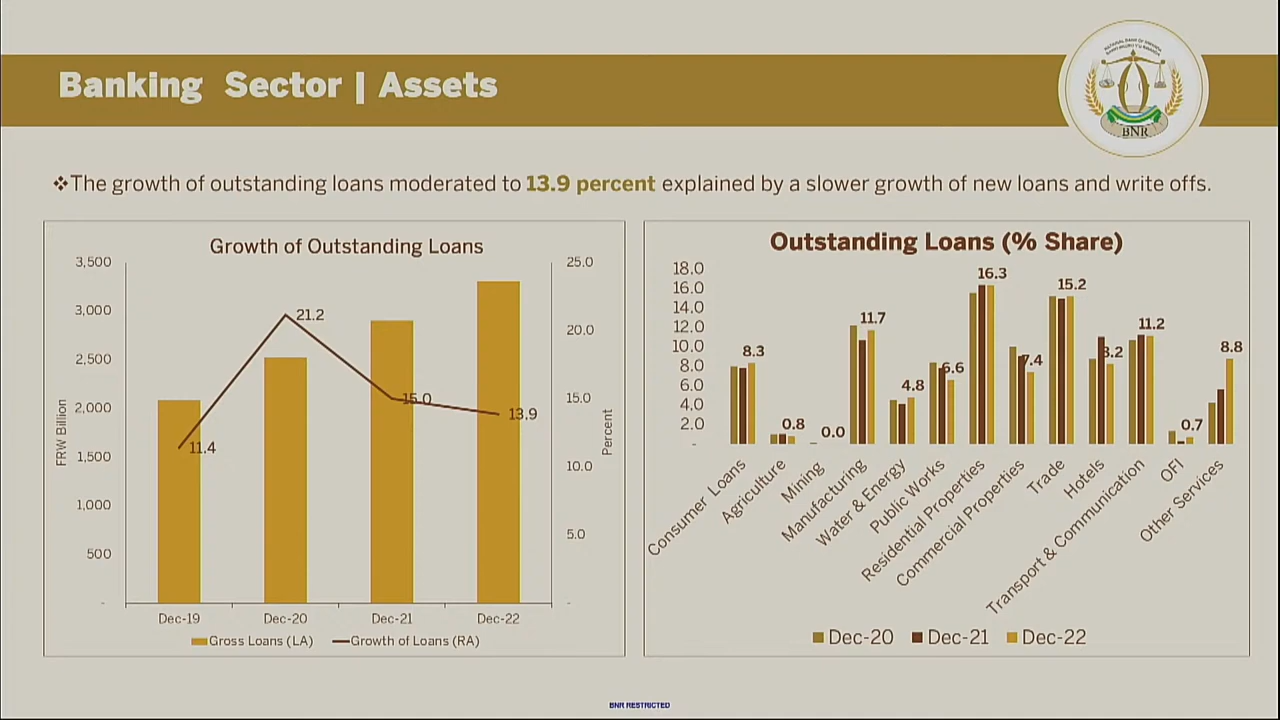 Banking Sector | Assets
NATIONAL BANK OF RWANDA
BANKI NKURU Y'U RWANDA
BNR
❖The growth of outstanding loans moderated to 13.9 percent explained by a slower growth of new loans and write offs.
Growth of Outstanding Loans
3,500
3,000
2,500
2,000
1,500
1,000
500
-
FRW Billion
25.0
20.0
15.0
10.0
5.0
-
Percent
11.4
21.2
15.0
13.9
Dec-19 Dec-20 Dec-21 Dec-22
Gross Loans (LA) Growth of Loans (RA)
Outstanding Loans (% Share)
18.0
16.0
14.0
12.0
10.0
8.0
6.0
4.0
2.0
-
8.3
0.8
0.0
11.7
4.8
6.6
16.3
7.4
15.2
8.2
11.2
0.7
8.8
Consumer Loans
Agriculture
Mining
Manufacturing
Water & Energy
Public Works
Residential Properties
Commercial Properties
Trade
Hotels
Transport & Communication
OFI
Other Services
Dec-20 Dec-21 Dec-22
BNR RESTRICTED